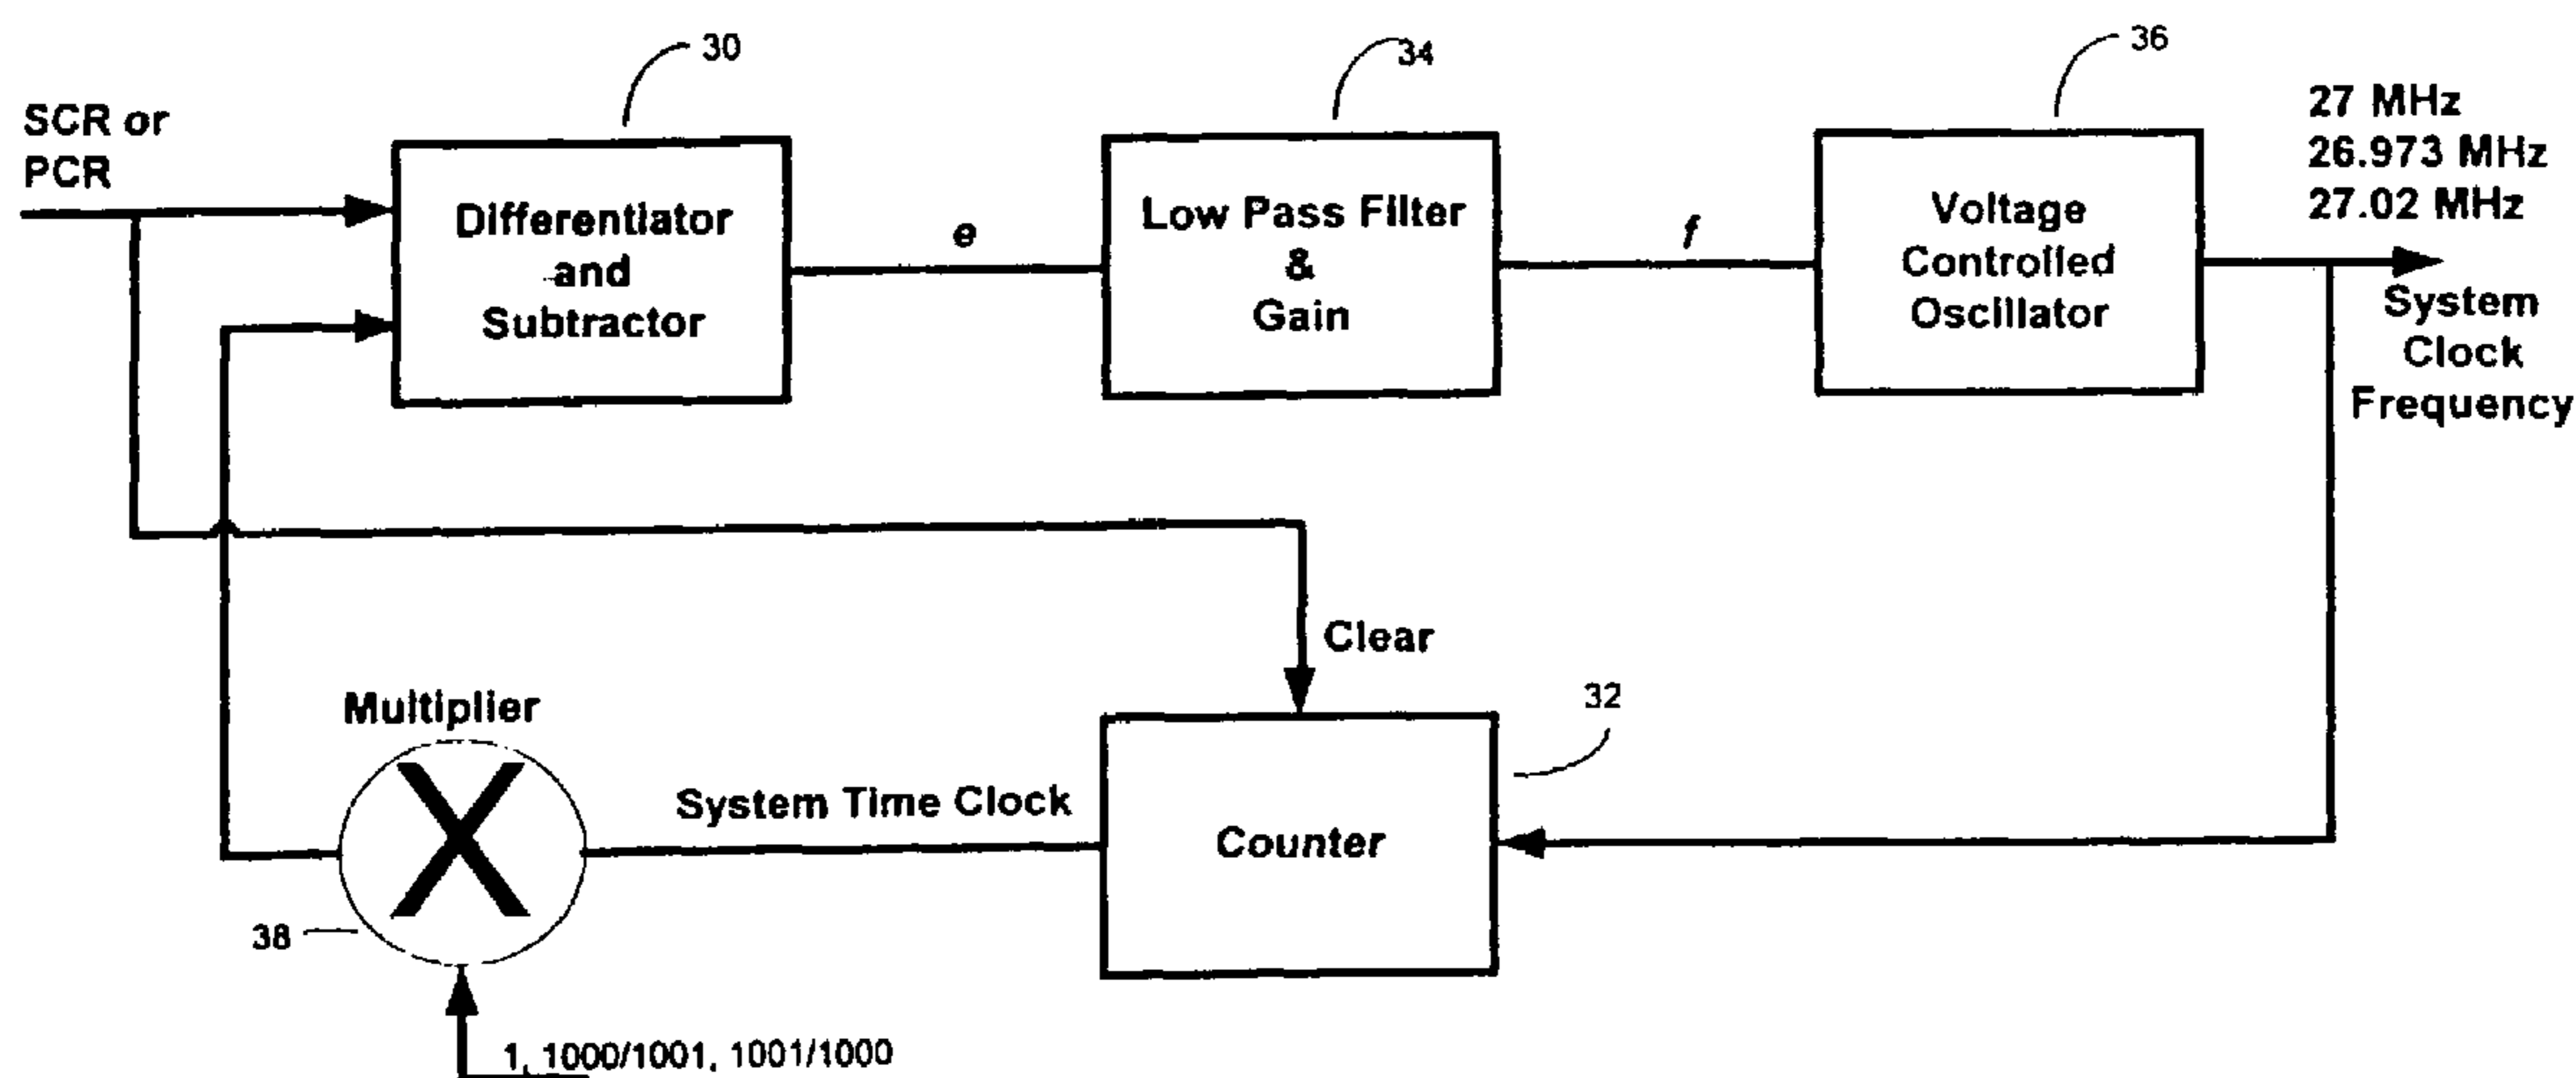 30
34
36
SCR or
PCR
27 MHz
26.973 MHz
27.02 MHz
Differentiator
and
Subtractor
e
Low Pass Filter
&
Gain
f
Voltage
Controlled
Oscillator
System
Clock
Frequency
Clear
32
Multiplier
X
System Time Clock
Counter
38
1, 1000/1001, 1001/1000